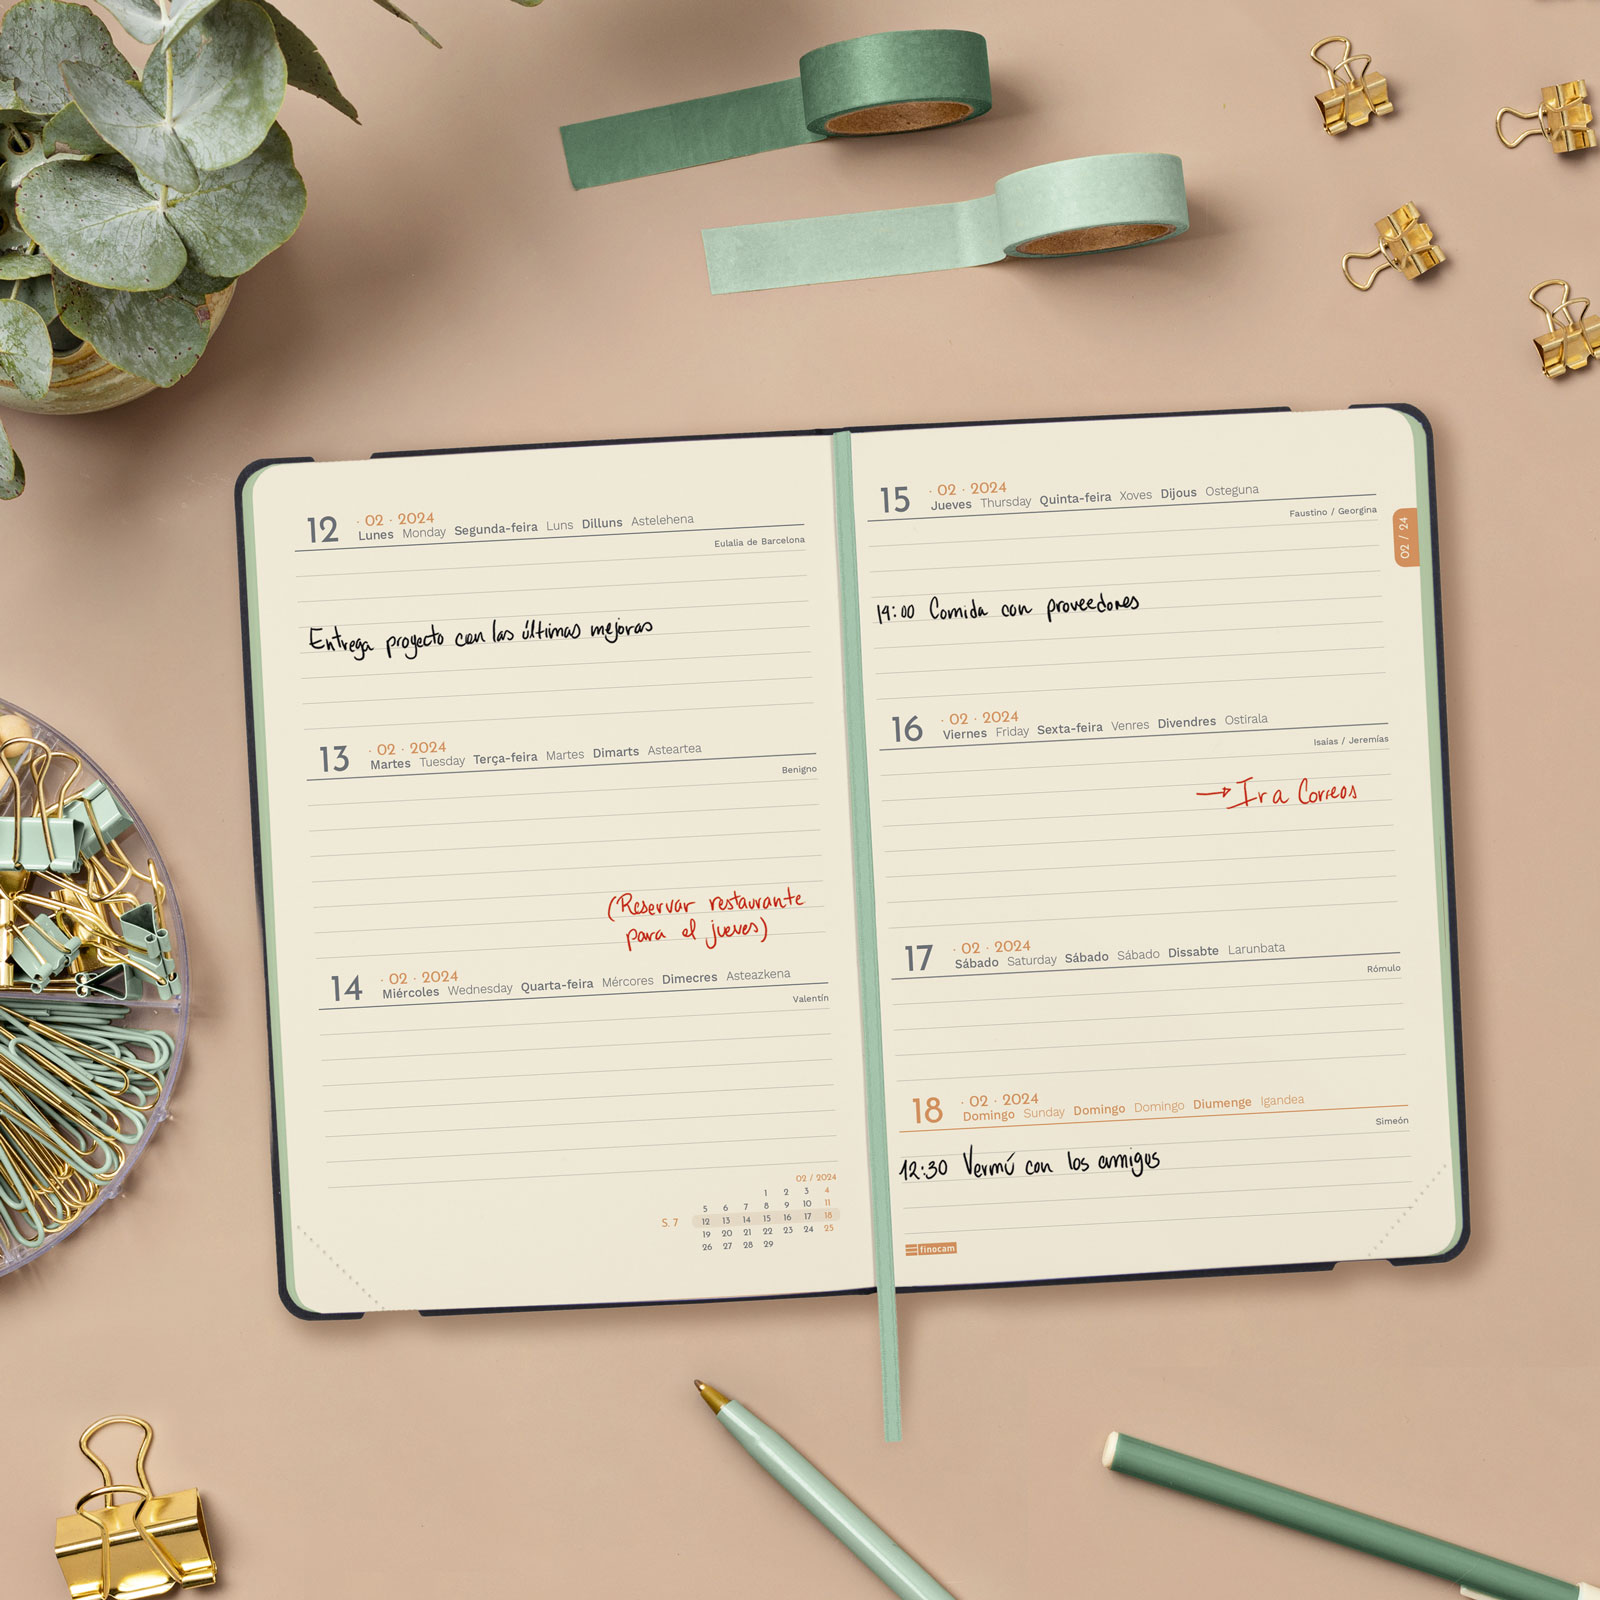 12 · 02 · 2024
Lunes Monday Segunda-feira Luns Dilluns Astelehena
Eulalia de Barcelona
Entrega proyecto con las últimas mejoras
13 · 02 · 2024
Martes Tuesday Terça-feira Martes Dimarts Asteartea
Benigno
(Reservar restaurante
para el jueves)
14 · 02 · 2024
Miércoles Wednesday Quarta-feira Mércores Dimecres Asteazkena
Valentín
02 / 2024
1 2 3 4
5 6 7 8 9 10 11
S. 7 12 13 14 15 16 17 18
19 20 21 22 23 24 25
26 27 28 29
15 · 02 · 2024
Jueves Thursday Quinta-feira Xoves Dijous Osteguna
Faustino / Georgina
02 / 24
14:00 Comida con proveedores
16 · 02 · 2024
Viernes Friday Sexta-feira Venres Divendres Ostirala
Isaías / Jeremías
→ Ir a Correos
17 · 02 · 2024
Sábado Saturday Sábado Sábado Dissabte Larunbata
Rómulo
18 · 02 · 2024
Domingo Sunday Domingo Domingo Diumenge Igandea
Simeón
12:30 Vermú con los amigos
finocam